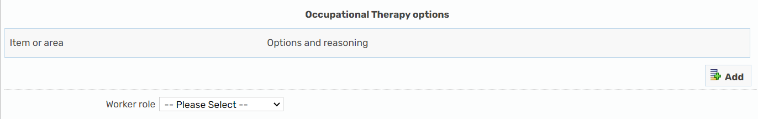 Occupational Therapy options
Item or area Options and reasoning
Add
Worker role -- Please Select --